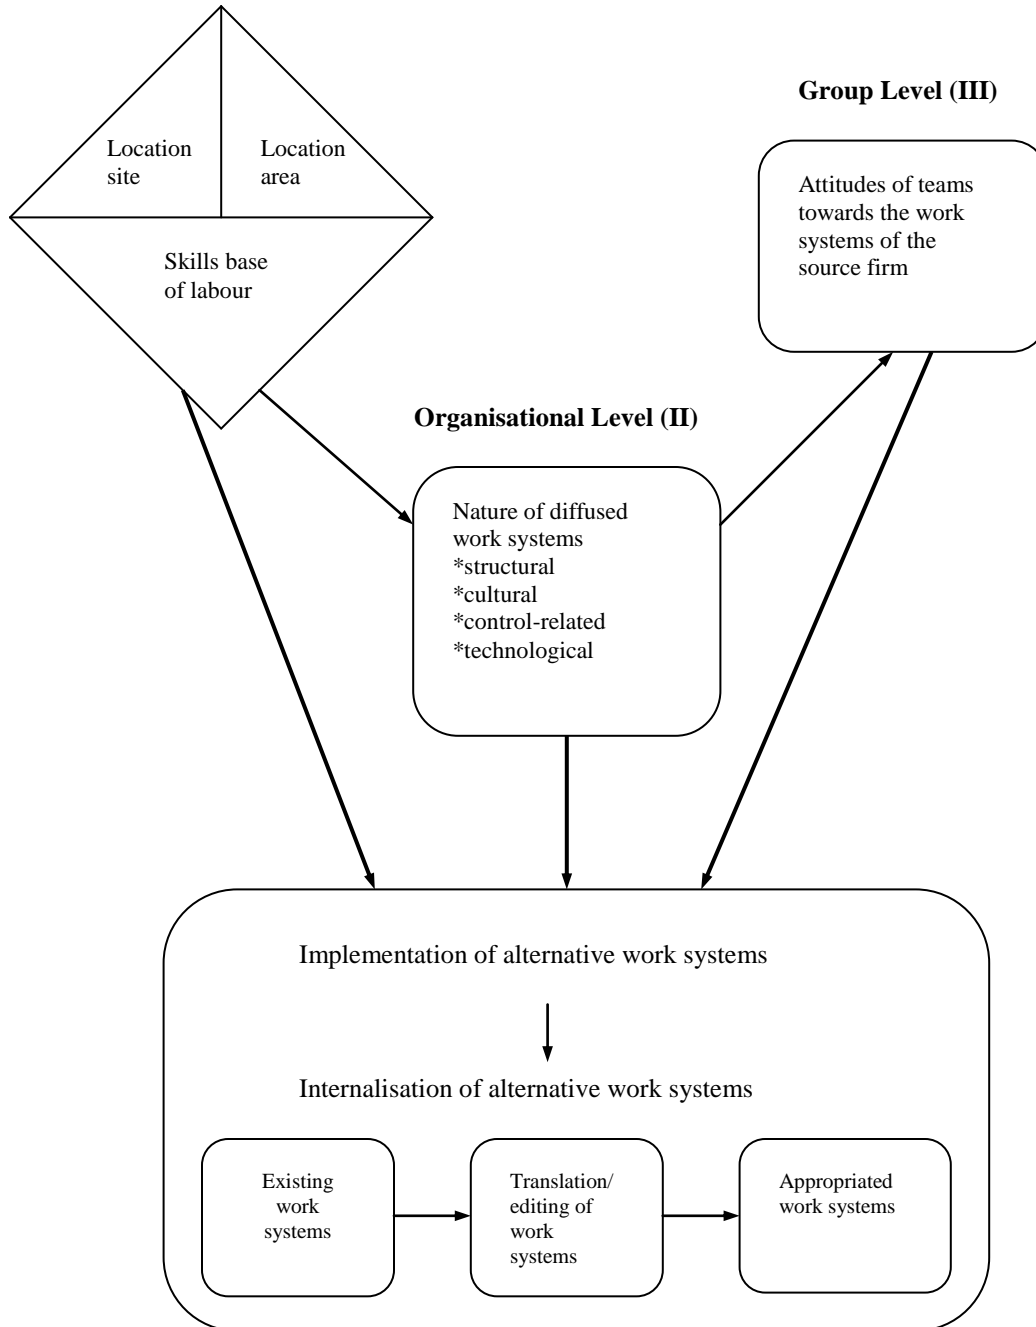 Group Level (III)
Location
site
Location
area
Attitudes of teams
towards the work
systems of the
source firm
Skills base
of labour
Organisational Level (II)
Nature of diffused
work systems
*structural
*cultural
*control-related
*technological
Implementation of alternative work systems
Internalisation of alternative work systems
Existing
work
systems
Translation/
editing of
work
systems
Appropriated
work systems